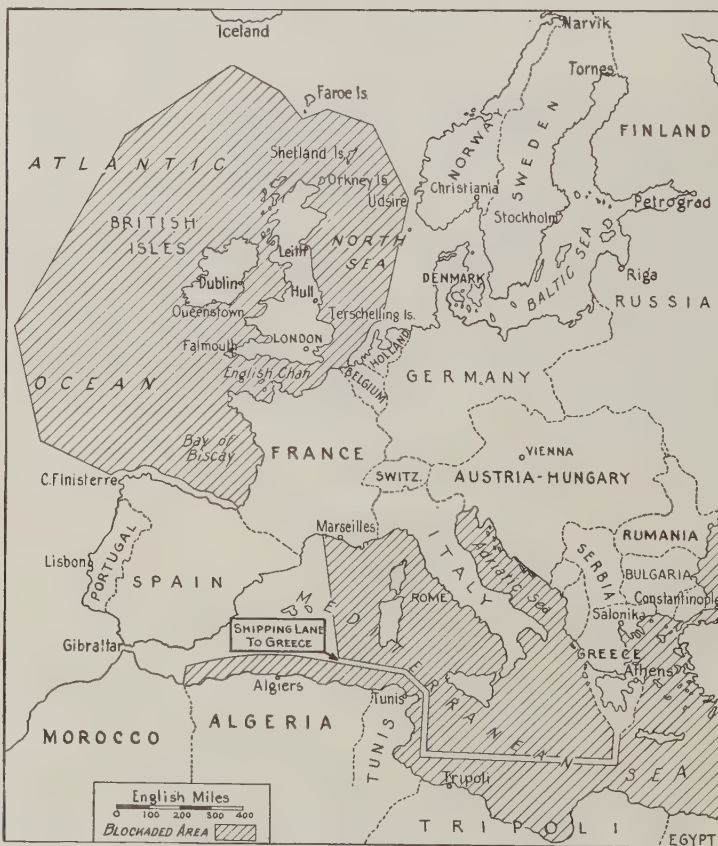 Iceland
Narvik
Tornes
Faroe Is.
FINLAND
ATLANTIC
Shetland Is.
NORWAY
SWEDEN
Orkney Is.
Christiania
Udsire
Petrograd
BRITISH
ISLES
Stockholm
Leith
NORTH
SEA
BALTIC SEA
Riga
DENMARK
RUSSIA
Dublin
Hull
Queenstown
Terschelling Is.
Falmouth
LONDON
HOLLAND
OCEAN
English Chan
BELGIUM
GERMANY
Bay of
Biscay
FRANCE
VIENNA
C.Finisterre
SWITZ.
AUSTRIA-HUNGARY
Marseilles
ITALY
RUMANIA
Adriatic Sea
SERBIA
PORTUGAL
Lisbon
SPAIN
BULGARIA
ROME
Constantinople
MEDITERRANEAN
SEA
Salonika
SHIPPING LANE
TO GREECE
Gibraltar
GREECE
Athens
Algiers
Tunis
MOROCCO
ALGERIA
TUNIS
Tripoli
English Miles
0 100 200 300 400
BLOCKADED AREA
TRIPOLI
EGYPT